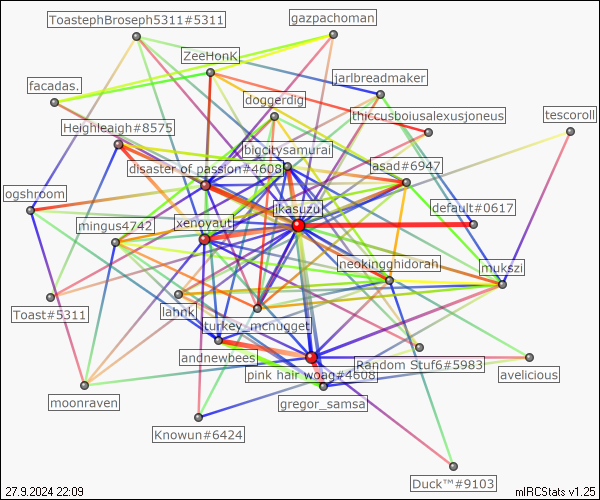 ToastephBroseph5311#5311
gazpachoman
ZeeHonK
jarlbreadmaker
facadas.
doggerdig
thiccusboiusalexusjoneus
tescoroll
Heighleaigh#8575
bigcitysamurai
disaster of passion#4608
asad#6947
ogshroom
ikasuzu
default#0617
mingus4742
xenoyaut
neokingghidorah
mukszi
Toast#5311
lahnk
turkey_mcnugget
andnewbees
Random Stuf6#5983
pink hair woag#4608
avelicious
moonraven
gregor_samsa
Knowun#6424
Duck™#9103
27.9.2024 22:09
mIRCStats v1.25